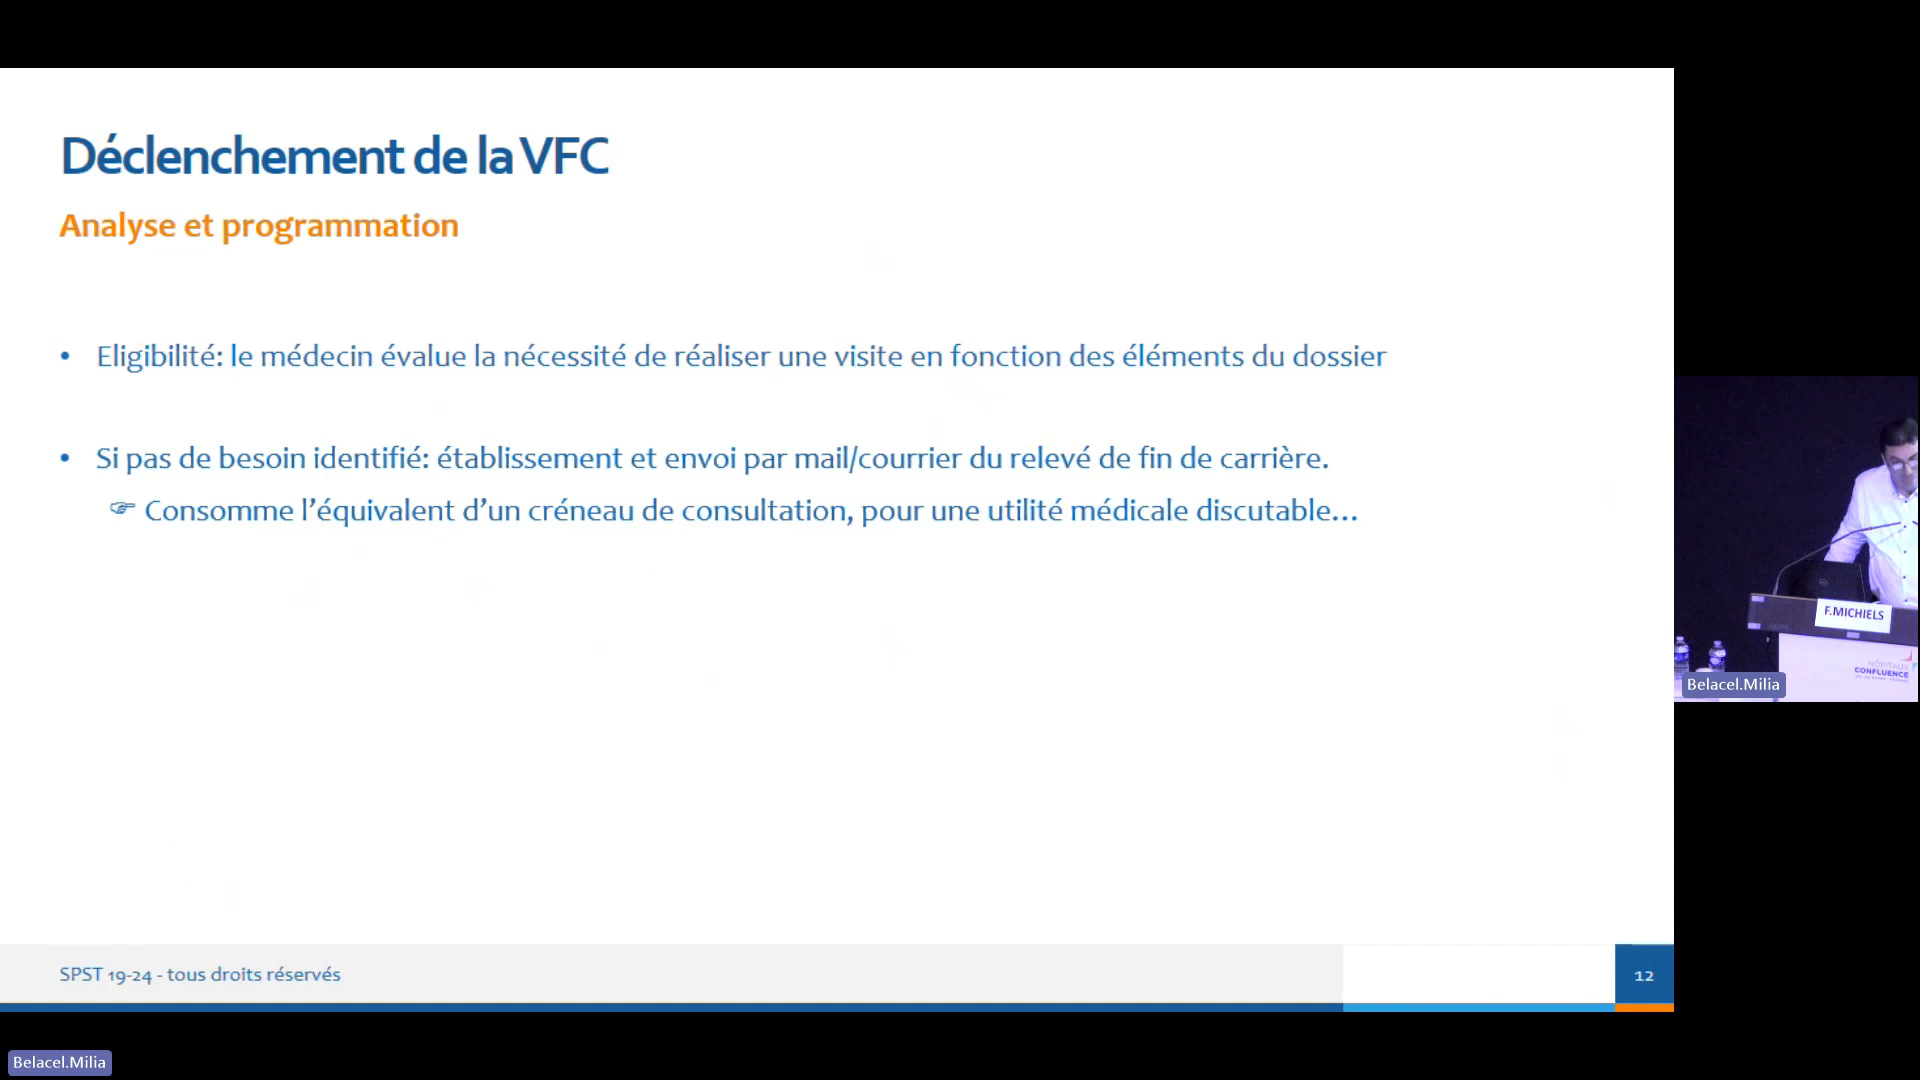 Déclenchement de la VFC
Analyse et programmation
• Eligibilité: le médecin évalue la nécessité de réaliser une visite en fonction des éléments du dossier
• Si pas de besoin identifié: établissement et envoi par mail/courrier du relevé de fin de carrière.
☞ Consomme l’équivalent d’un créneau de consultation, pour une utilité médicale discutable…
SPST 19-24 - tous droits réservés
12
F.MICHIELS
HÔPITAUX
CONFLUENCE
Belacel.Milia
Belacel.Milia